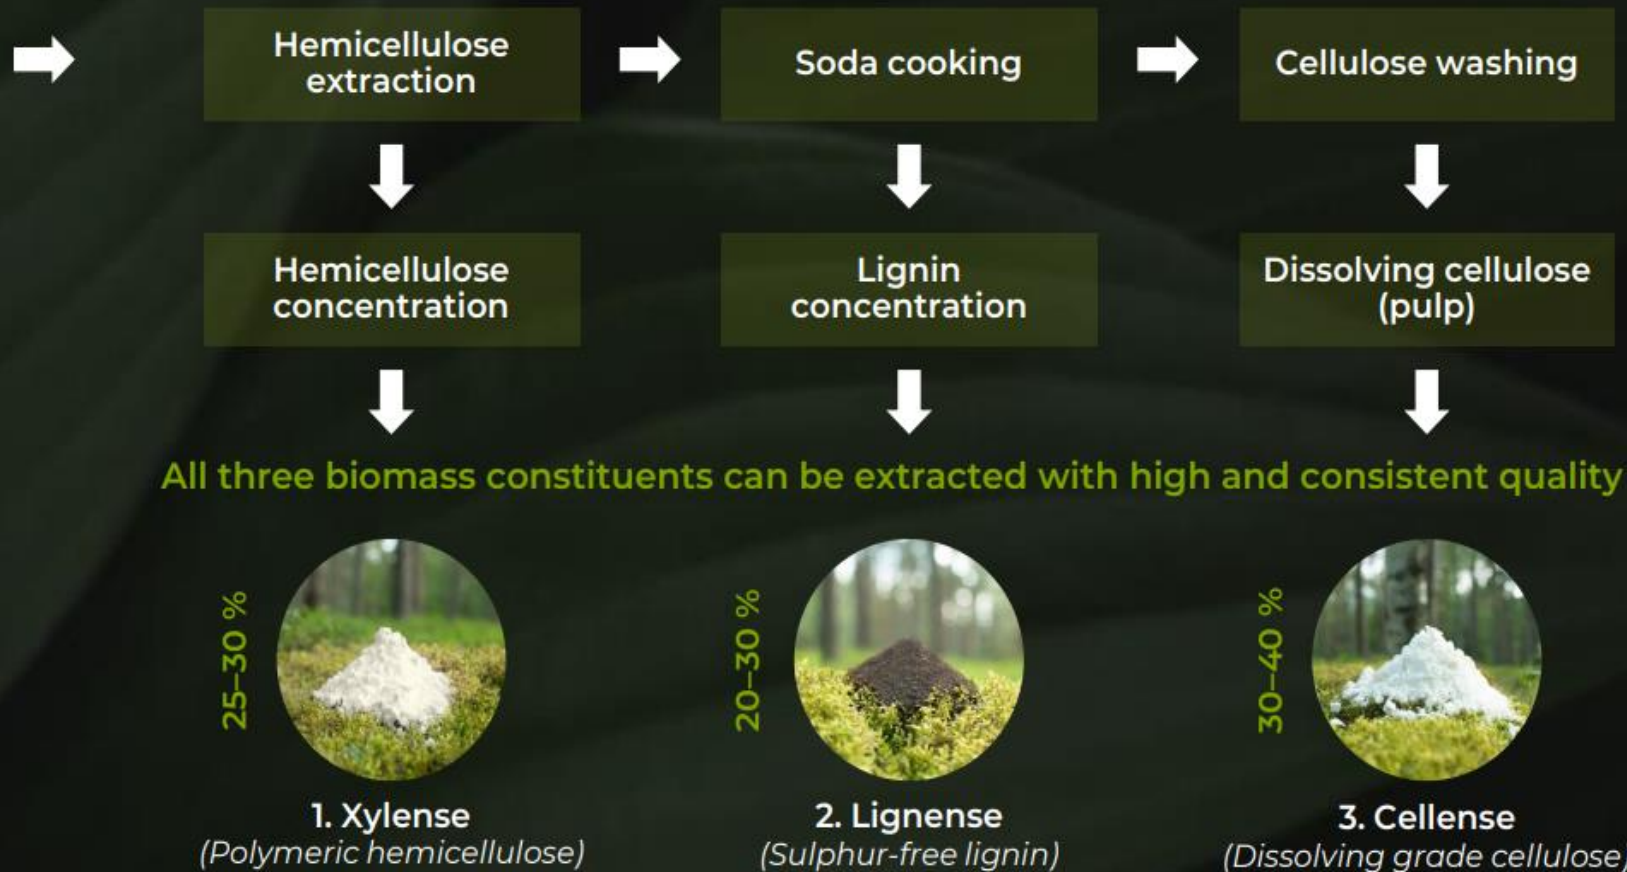 Hemicellulose
extraction
Soda cooking
Cellulose washing
Hemicellulose
concentration
Lignin
concentration
Dissolving cellulose
(pulp)
All three biomass constituents can be extracted with high and consistent quality
25–30 %
20–30 %
30–40 %
1. Xylense
(Polymeric hemicellulose)
2. Lignense
(Sulphur-free lignin)
3. Cellense
(Dissolving grade cellulose)